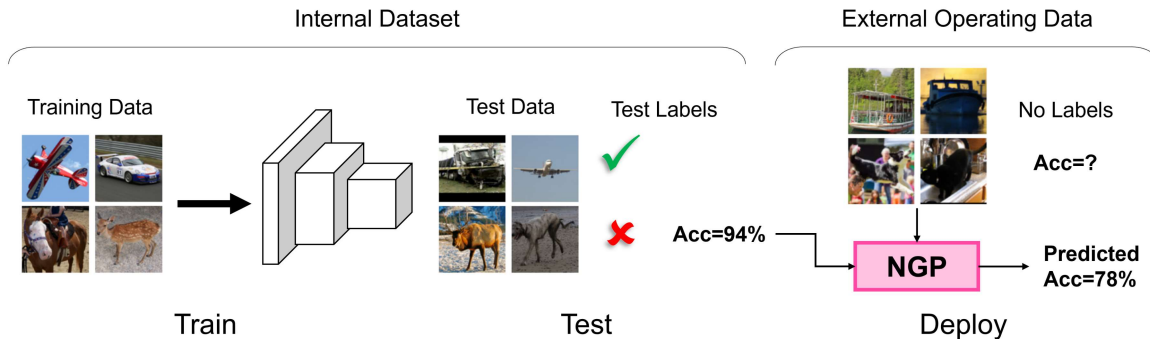 Internal Dataset
External Operating Data
Training Data
Test Data
Test Labels
No Labels
Acc=?
Acc=94%
NGP
Predicted
Acc=78%
Train
Test
Deploy